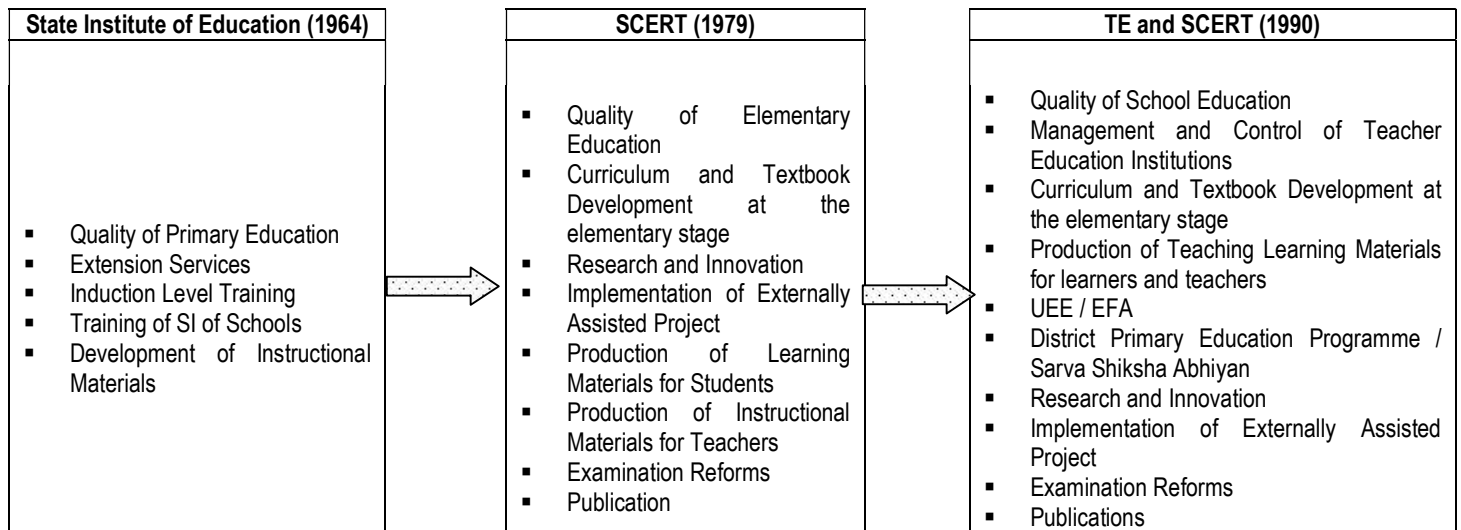 State Institute of Education (1964)
▪ Quality of Primary Education
▪ Extension Services
▪ Induction Level Training
▪ Training of SI of Schools
▪ Development of Instructional
Materials
SCERT (1979)
▪ Quality of Elementary
Education
▪ Curriculum and Textbook
Development at the
elementary stage
▪ Research and Innovation
▪ Implementation of Externally
Assisted Project
▪ Production of Learning
Materials for Students
▪ Production of Instructional
Materials for Teachers
▪ Examination Reforms
▪ Publication
TE and SCERT (1990)
▪ Quality of School Education
▪ Management and Control of Teacher
Education Institutions
▪ Curriculum and Textbook Development at
the elementary stage
▪ Production of Teaching Learning Materials
for learners and teachers
▪ UEE / EFA
▪ District Primary Education Programme /
Sarva Shiksha Abhiyan
▪ Research and Innovation
▪ Implementation of Externally Assisted
Project
▪ Examination Reforms
▪ Publications